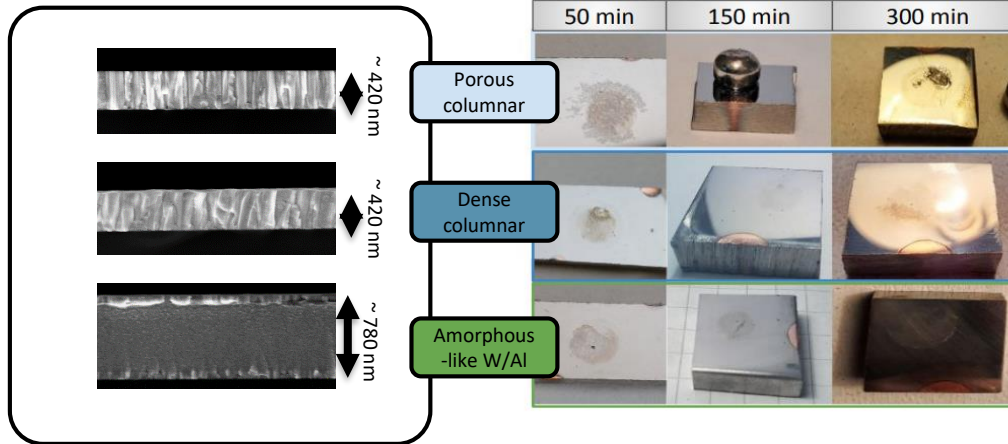 50 min
150 min
300 min
~ 420 nm
Porous
columnar
~ 420 nm
Dense
columnar
~ 780 nm
Amorphous
-like W/Al